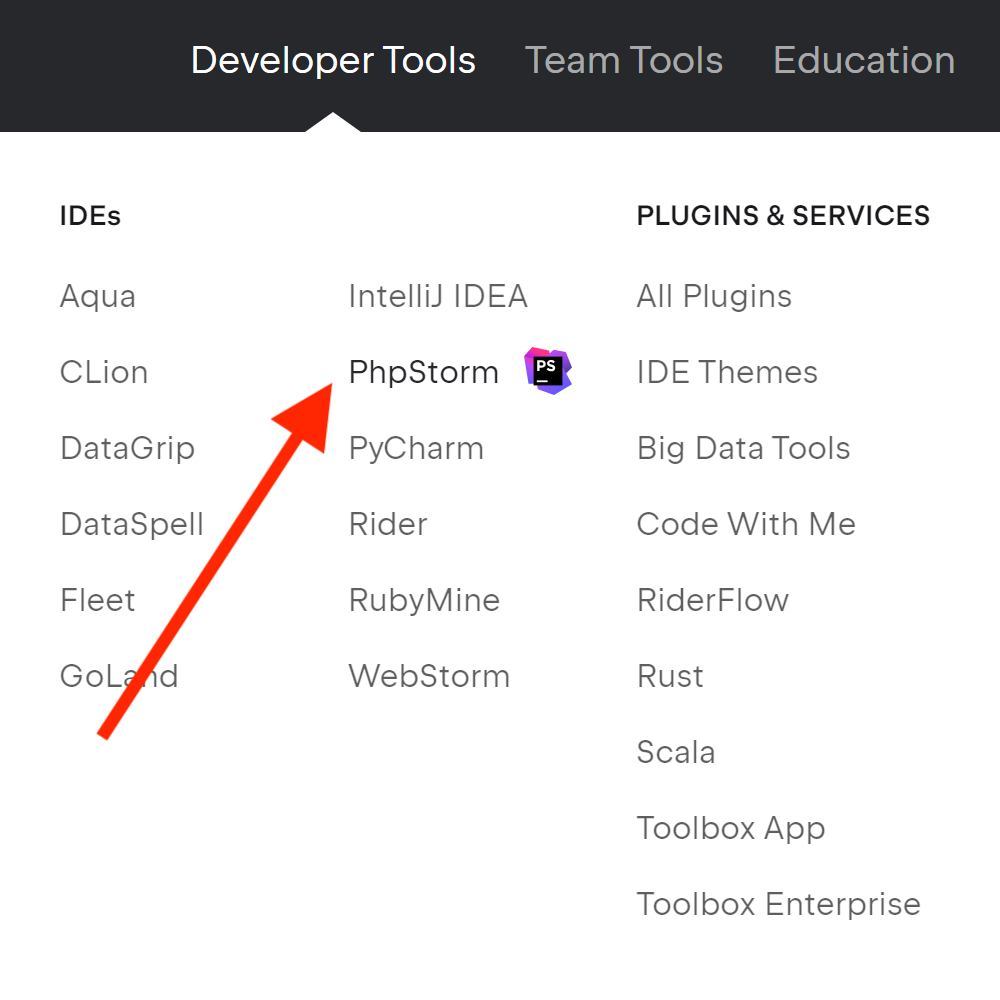 Developer Tools Team Tools Education
IDEs
Aqua
CLion
DataGrip
DataSpell
Fleet
GoLand
IntelliJ IDEA
PhpStorm PS
PyCharm
Rider
RubyMine
WebStorm
PLUGINS & SERVICES
All Plugins
IDE Themes
Big Data Tools
Code With Me
RiderFlow
Rust
Scala
Toolbox App
Toolbox Enterprise